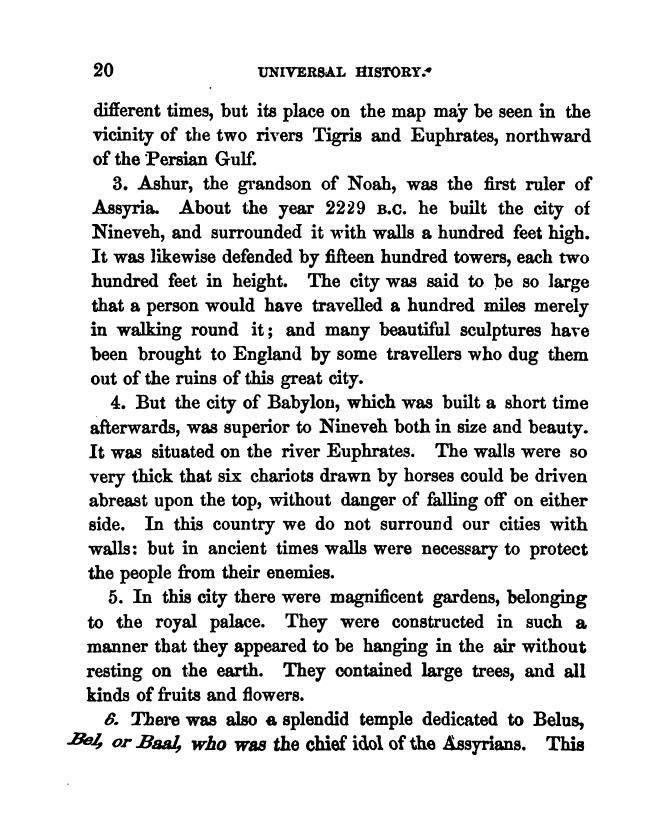 20 UNIVERSAL HISTORY.
different times, but its place on the map may be seen in the
vicinity of the two rivers Tigris and Euphrates, northward
of the Persian Gulf.
3. Ashur, the grandson of Noah, was the first ruler of
Assyria. About the year 2229 B.C. he built the city of
Nineveh, and surrounded it with walls a hundred feet high.
It was likewise defended by fifteen hundred towers, each two
hundred feet in height. The city was said to be so large
that a person would have travelled a hundred miles merely
in walking round it; and many beautiful sculptures have
been brought to England by some travellers who dug them
out of the ruins of this great city.
4. But the city of Babylon, which was built a short time
afterwards, was superior to Nineveh both in size and beauty.
It was situated on the river Euphrates. The walls were so
very thick that six chariots drawn by horses could be driven
abreast upon the top, without danger of falling off on either
side. In this country we do not surround our cities with
walls: but in ancient times walls were necessary to protect
the people from their enemies.
5. In this city there were magnificent gardens, belonging
to the royal palace. They were constructed in such a
manner that they appeared to be hanging in the air without
resting on the earth. They contained large trees, and all
kinds of fruits and flowers.
6. There was also a splendid temple dedicated to Belus,
Bel, or Baal, who was the chief idol of the Assyrians. This